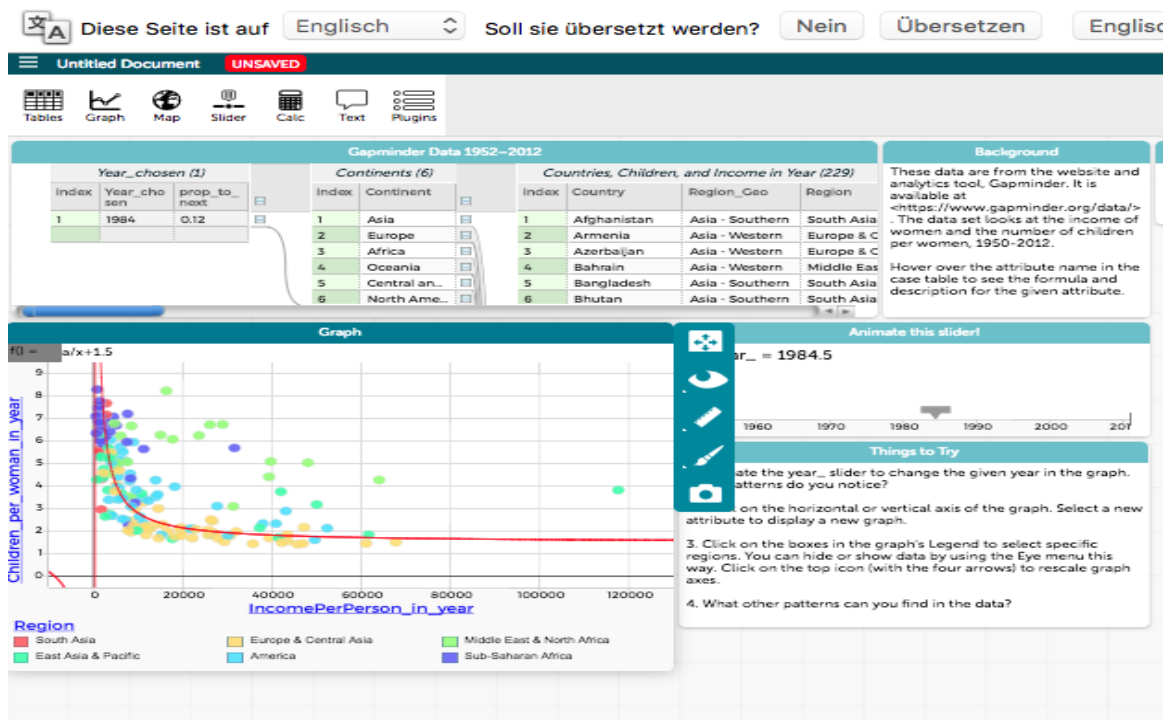 Diese Seite ist auf Englisch Soll sie übersetzt werden? Nein Übersetzen
Untitled Document UNSAVED
Tables Graph Map Slider Calc Text Plugins
Gapminder Data 1952–2012
Year_chosen (1) Continents (6) Countries, Children, and Income in Year (229)
Index Year_cho sen prop_to_ next Index Continent Index Country Region_Geo Region
1 1984 0.12 1 Asia 1 Afghanistan Asia - Southern South Asia
2 Europe 2 Armenia Asia - Western Europe & C
3 Africa 3 Azerbaijan Asia - Western Europe & C
4 Oceania 4 Bahrain Asia - Western Middle Eas
5 Central an... 5 Bangladesh Asia - Southern South Asia
6 North Ame... 6 Bhutan Asia - Southern South Asia
Background
These data are from the website and
analytics tool, Gapminder. It is
available at
<https://www.gapminder.org/data/>
. The data set looks at the income of
women and the number of children
per women, 1950-2012.
Hover over the attribute name in the
case table to see the formula and
description for the given attribute.
Graph
f() = a/x+1.5
Children_per_woman_in_year
9
8
7
6
5
4
3
2
1
0
0 20000 40000 60000 80000 100000 120000
IncomePerPerson_in_year
Region
South Asia Europe & Central Asia Middle East & North Africa
East Asia & Pacific America Sub-Saharan Africa
Animate this slider!
ar_ = 1984.5
1960 1970 1980 1990 2000 201
Things to Try
ate the year_ slider to change the given year in the graph.
atterns do you notice?
on the horizontal or vertical axis of the graph. Select a new
attribute to display a new graph.
3. Click on the boxes in the graph's Legend to select specific
regions. You can hide or show data by using the Eye menu this
way. Click on the top icon (with the four arrows) to rescale graph
axes.
4. What other patterns can you find in the data?